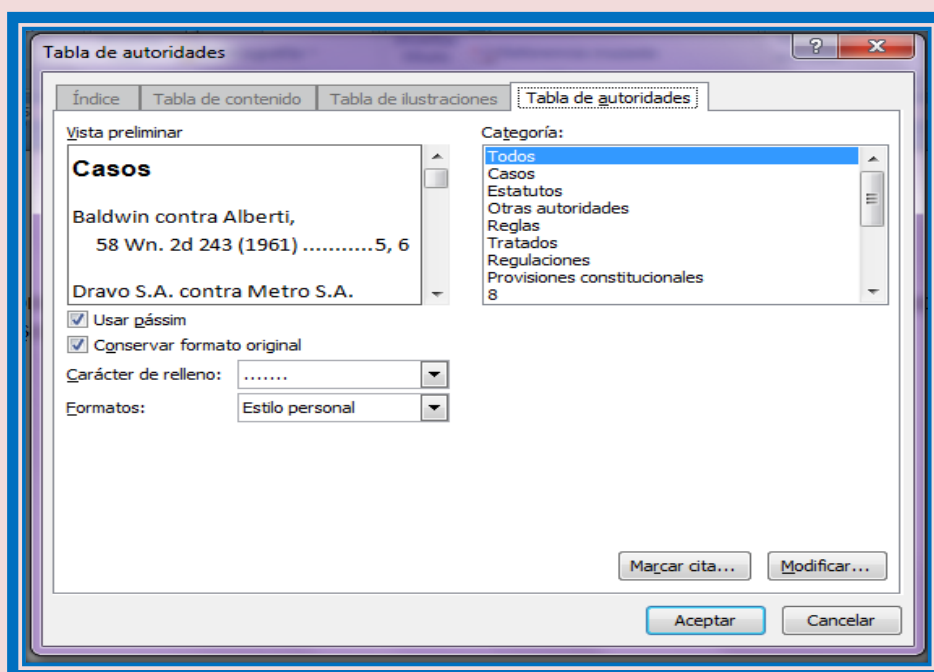 Tabla de autoridades
Índice
Tabla de contenido
Tabla de ilustraciones
Tabla de autoridades
Vista preliminar
Casos
Baldwin contra Alberti,
58 Wn. 2d 243 (1961) ...........5, 6
Dravo S.A. contra Metro S.A.
Categoría:
Todos
Casos
Estatutos
Otras autoridades
Reglas
Tratados
Regulaciones
Provisiones constitucionales
8
Usar pássim
Conservar formato original
Carácter de relleno: .......
Formatos: Estilo personal
Marcar cita...
Modificar...
Aceptar
Cancelar